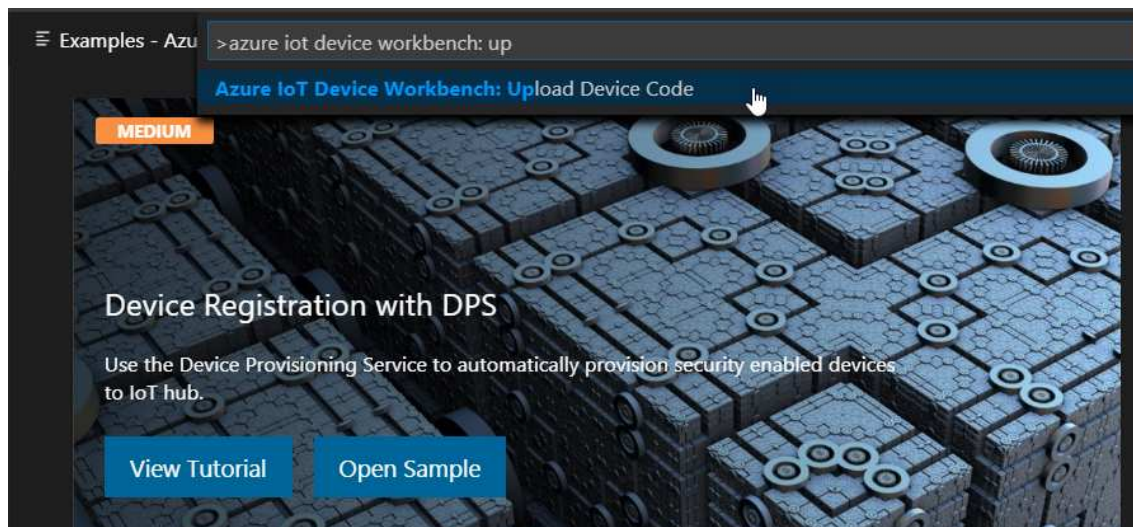 Examples - Azu
>azure iot device workbench: up
Azure IoT Device Workbench: Upload Device Code
MEDIUM
Device Registration with DPS
Use the Device Provisioning Service to automatically provision security enabled devices
to IoT hub.
View Tutorial
Open Sample